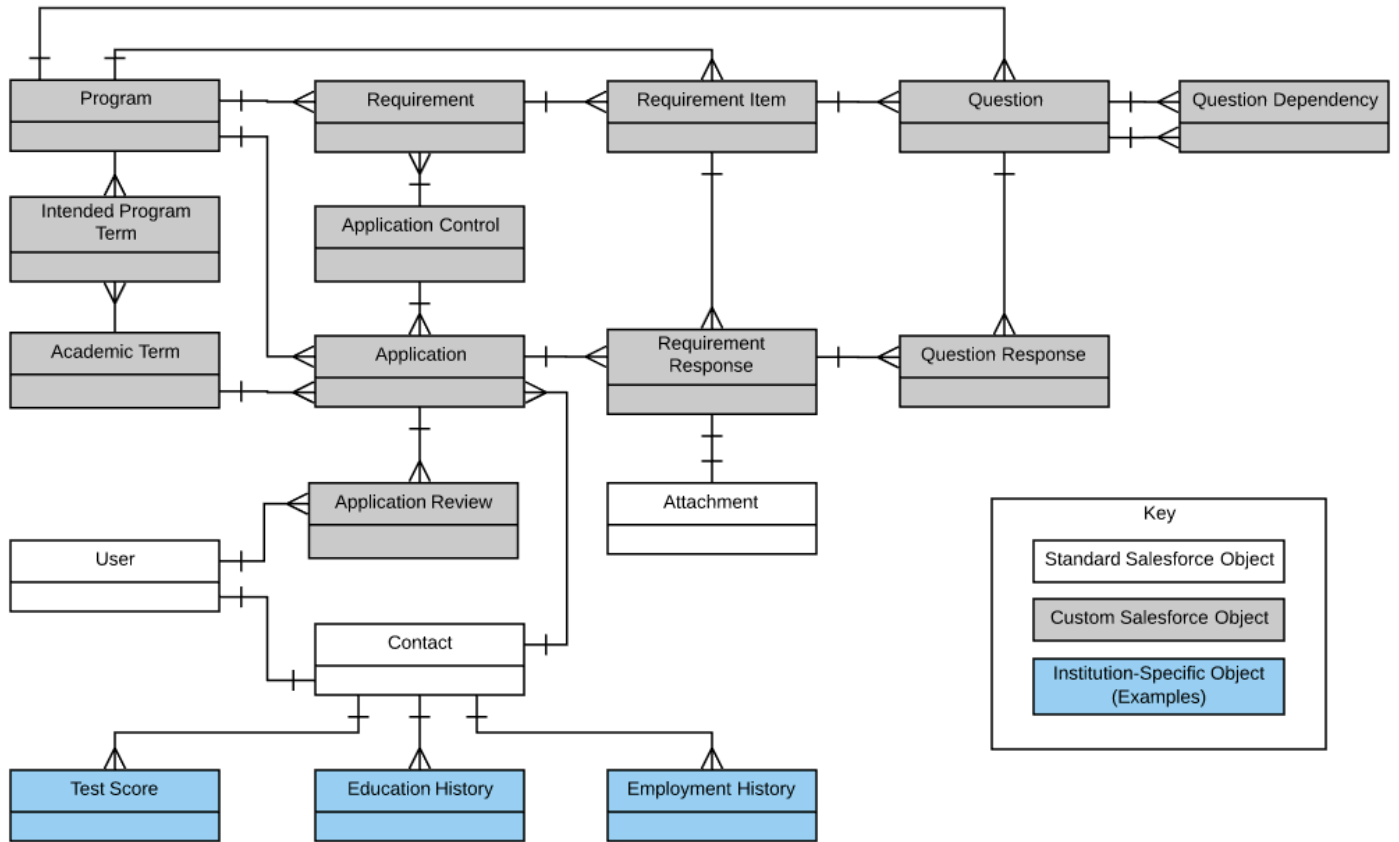 Program
Requirement
Requirement Item
Question
Question Dependency
Intended Program
Term
Application Control
Academic Term
Application
Requirement
Response
Question Response
Application Review
Attachment
User
Contact
Test Score
Education History
Employment History
Key
Standard Salesforce Object
Custom Salesforce Object
Institution-Specific Object
(Examples)